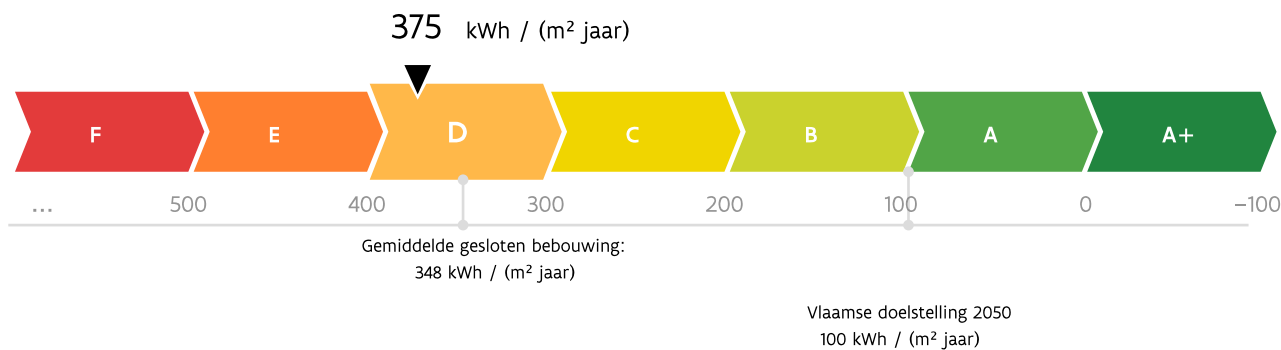 375 kWh / (m² jaar)
F E D C B A A+
... 500 400 300 200 100 0 –100
Gemiddelde gesloten bebouwing:
348 kWh / (m² jaar)
Vlaamse doelstelling 2050
100 kWh / (m² jaar)